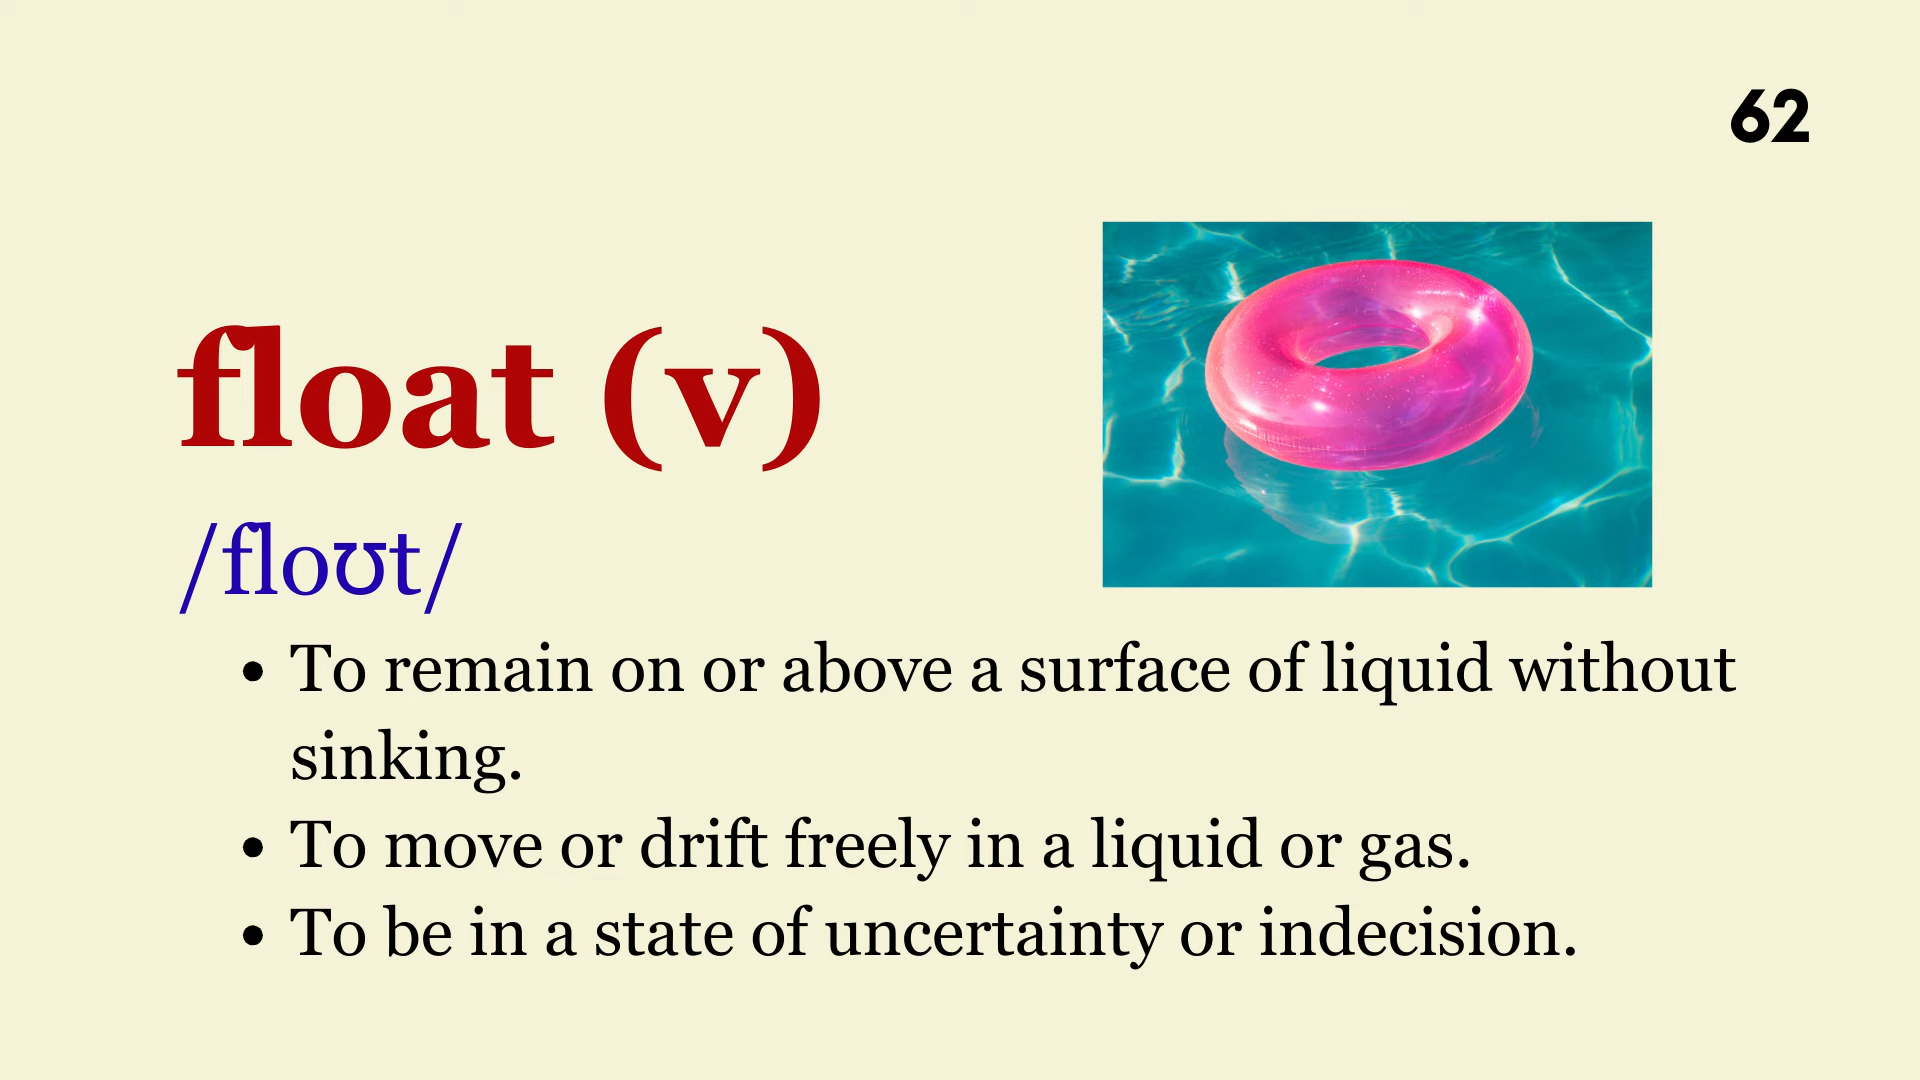 62
float (v)
/floʊt/
• To remain on or above a surface of liquid without
sinking.
• To move or drift freely in a liquid or gas.
• To be in a state of uncertainty or indecision.